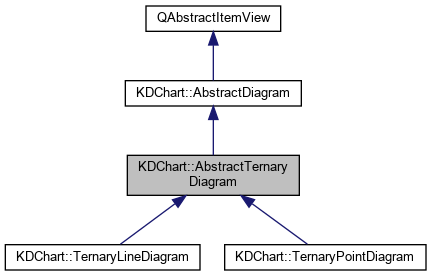 QAbstractItemView
KDChart::AbstractDiagram
KDChart::AbstractTernary
Diagram
KDChart::TernaryLineDiagram
KDChart::TernaryPointDiagram